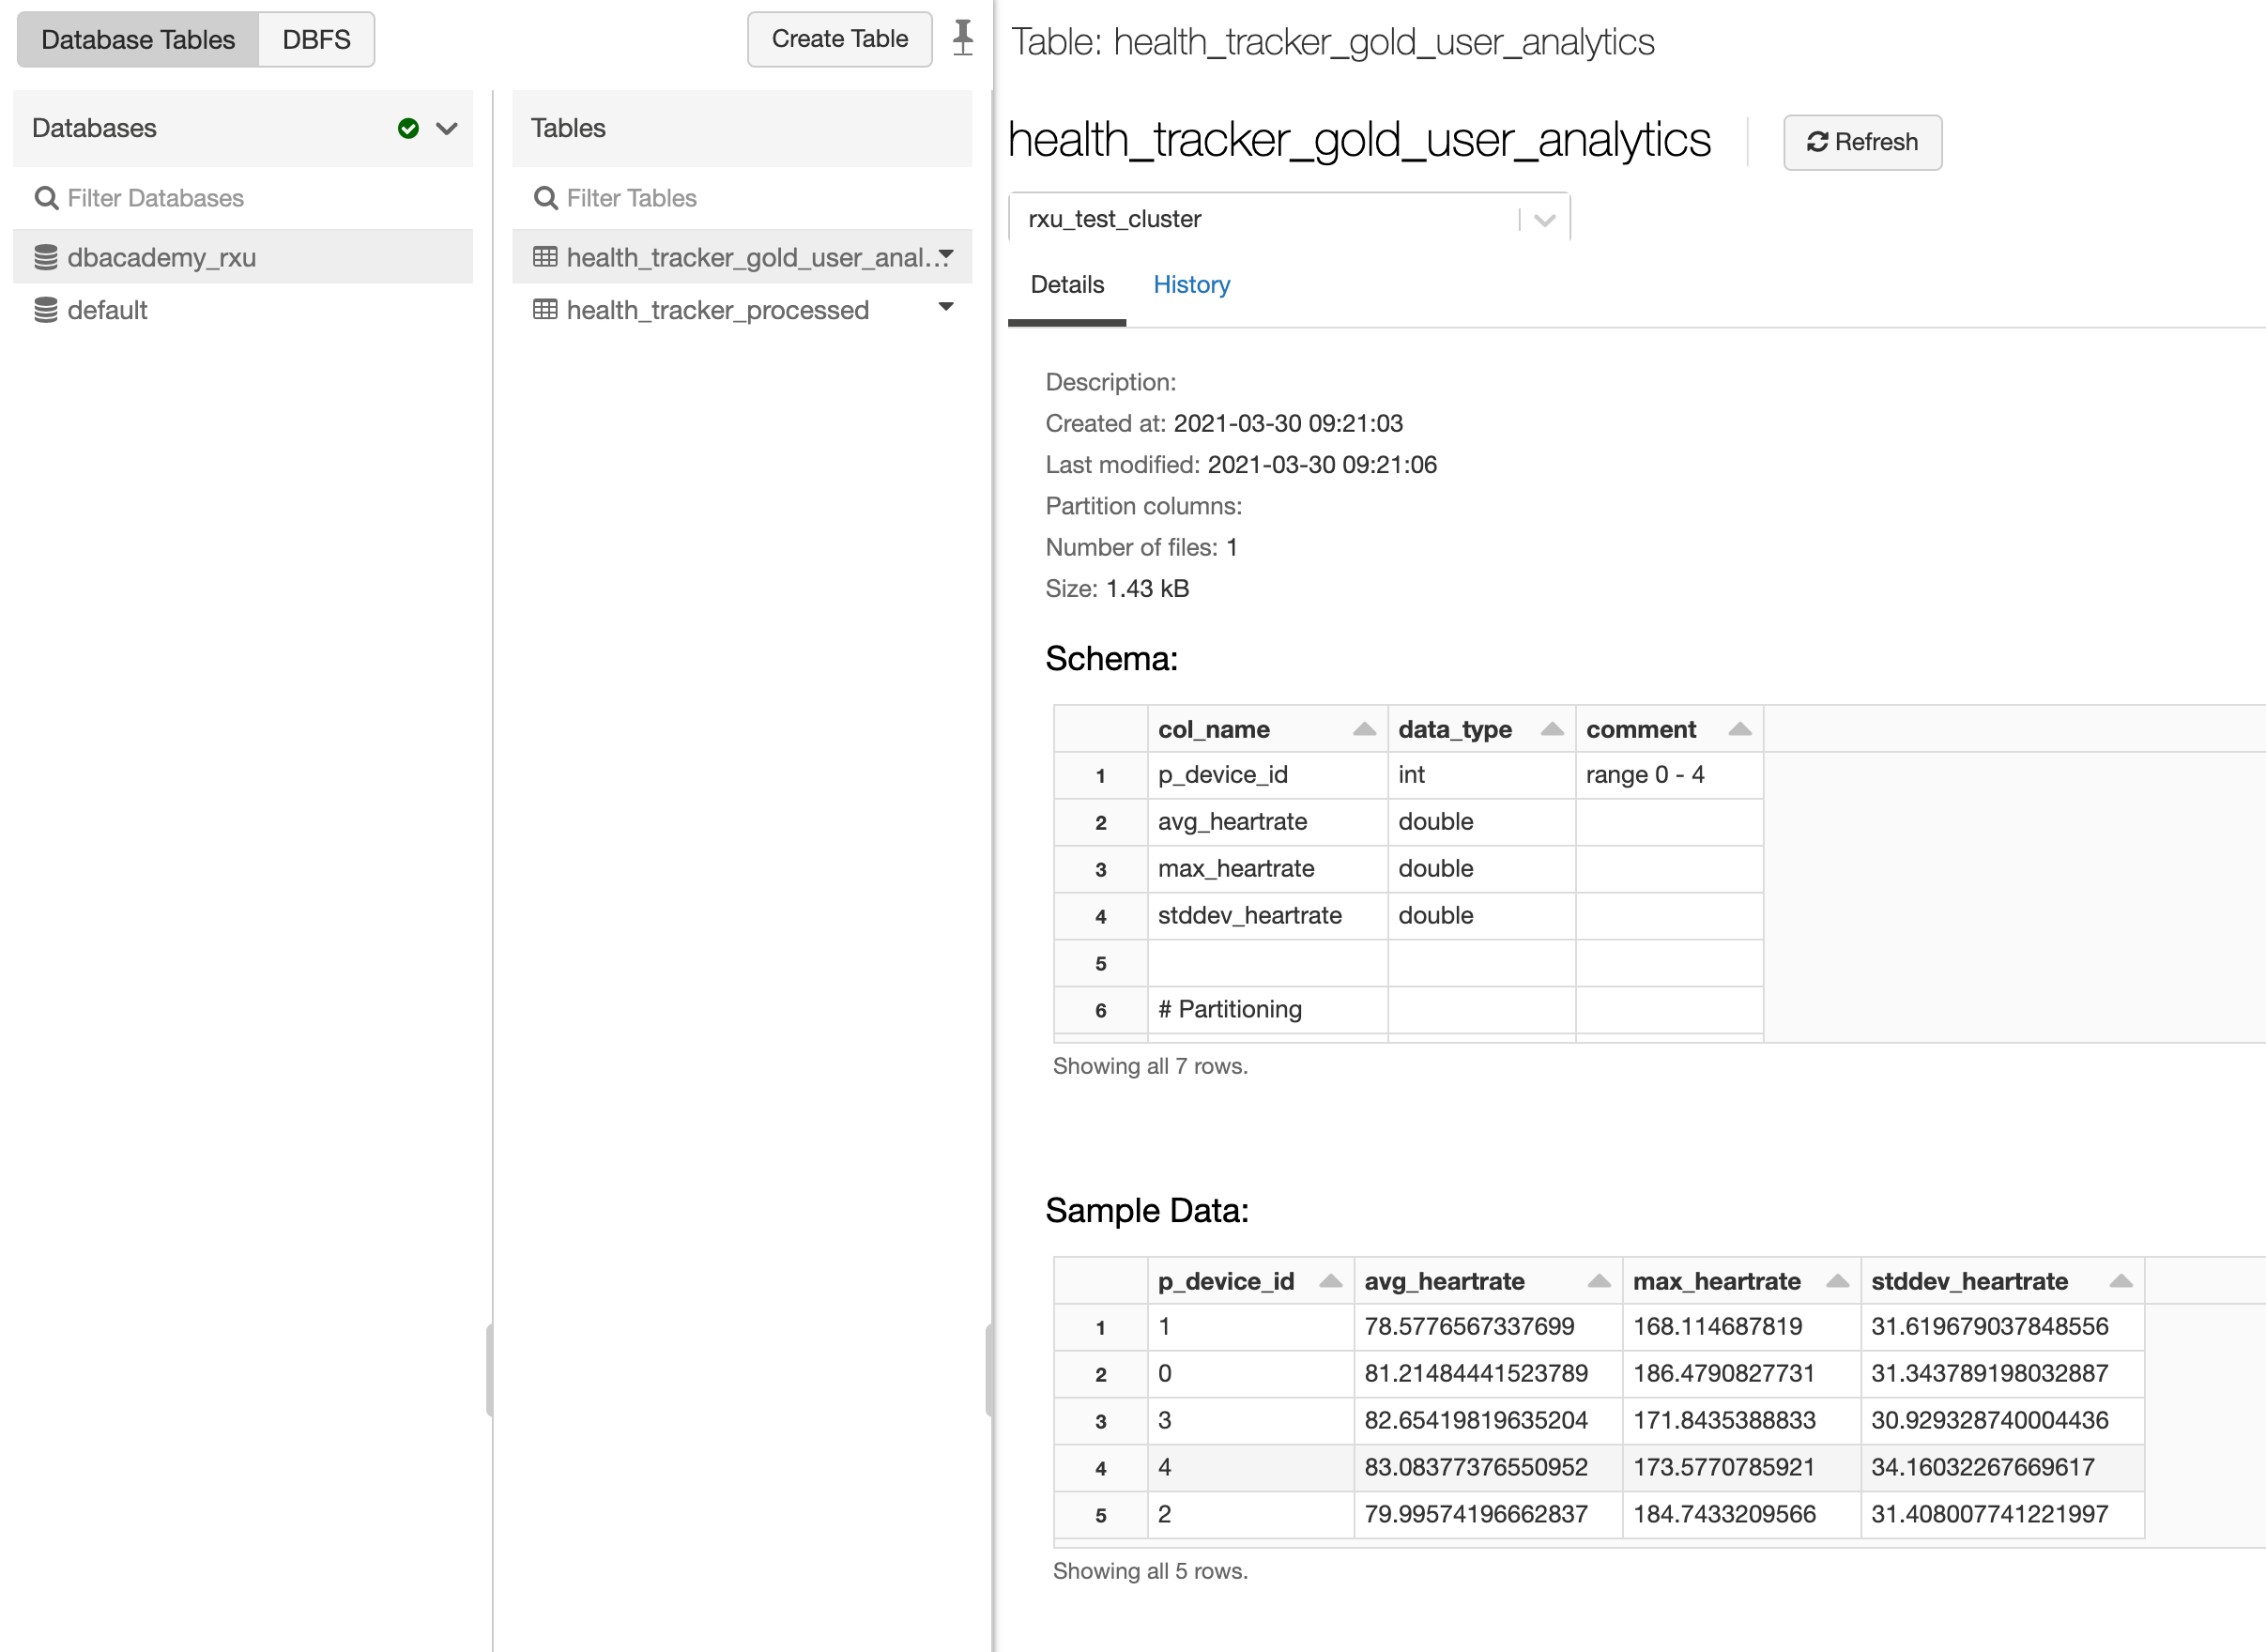 Database Tables DBFS Create Table
Databases
Filter Databases
dbacademy_rxu
default
Tables
Filter Tables
health_tracker_gold_user_anal...
health_tracker_processed
Table: health_tracker_gold_user_analytics
health_tracker_gold_user_analytics Refresh
rxu_test_cluster
Details History
Description:
Created at: 2021-03-30 09:21:03
Last modified: 2021-03-30 09:21:06
Partition columns:
Number of files: 1
Size: 1.43 kB
Schema:
col_name data_type comment
1 p_device_id int range 0 - 4
2 avg_heartrate double
3 max_heartrate double
4 stddev_heartrate double
5
6 # Partitioning
Showing all 7 rows.
Sample Data:
p_device_id avg_heartrate max_heartrate stddev_heartrate
1 1 78.5776567337699 168.114687819 31.619679037848556
2 0 81.21484441523789 186.4790827731 31.343789198032887
3 3 82.65419819635204 171.8435388833 30.929328740004436
4 4 83.08377376550952 173.5770785921 34.16032267669617
5 2 79.99574196662837 184.7433209566 31.408007741221997
Showing all 5 rows.